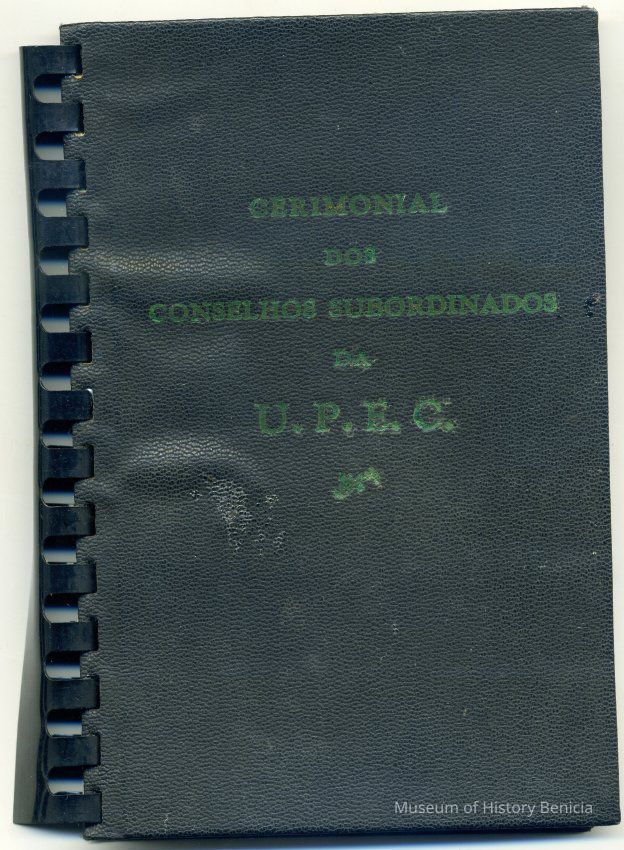 CERIMONIAL
DOS
CONSELHOS SUBORDINADOS
DA
U. P. E. C.
Museum of History Benicia